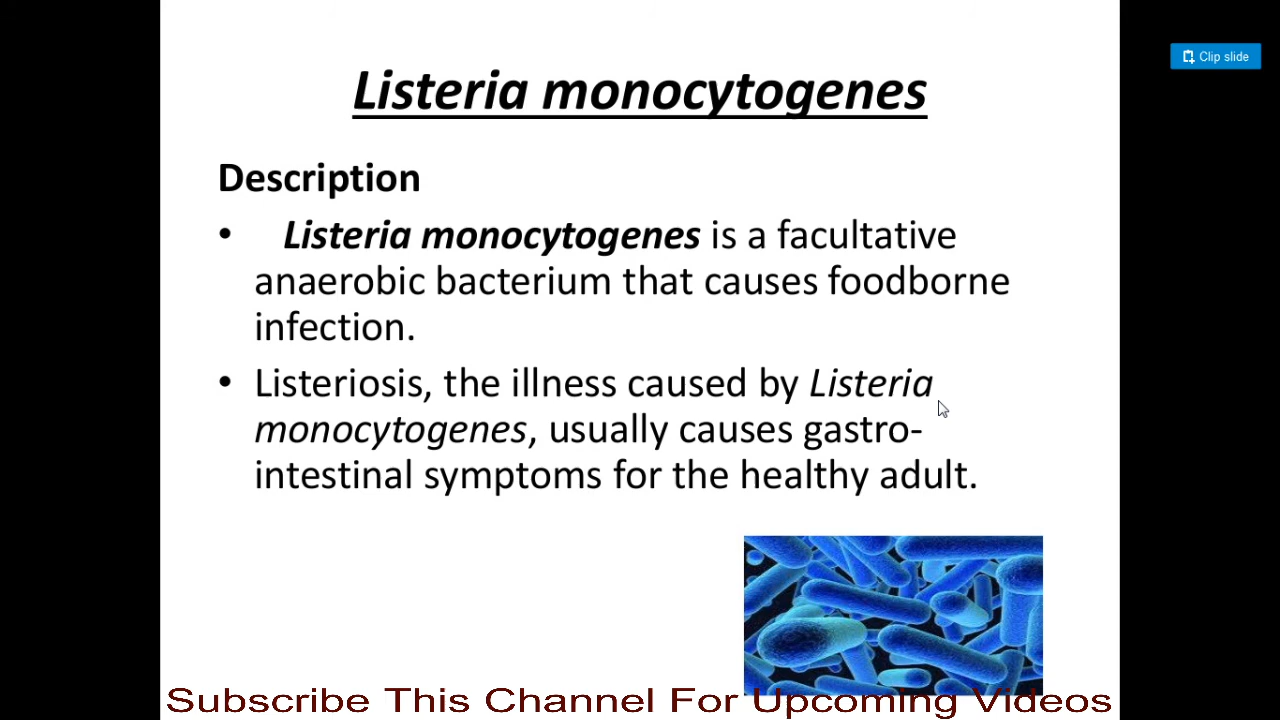 Clip slide
Listeria monocytogenes
Description
• Listeria monocytogenes is a facultative
anaerobic bacterium that causes foodborne
infection.
• Listeriosis, the illness caused by Listeria
monocytogenes, usually causes gastro-
intestinal symptoms for the healthy adult.
Subscribe This Channel For Upcoming Videos